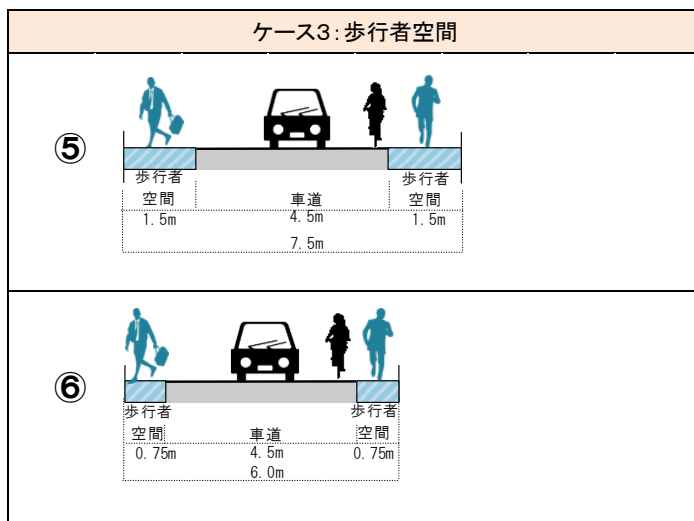 ケース3：歩行者空間
⑤
歩行者 歩行者
空間 車道 空間
1.5m 4.5m 1.5m
7.5m
⑥
歩行者 歩行者
空間 車道 空間
0.75m 4.5m 0.75m
6.0m